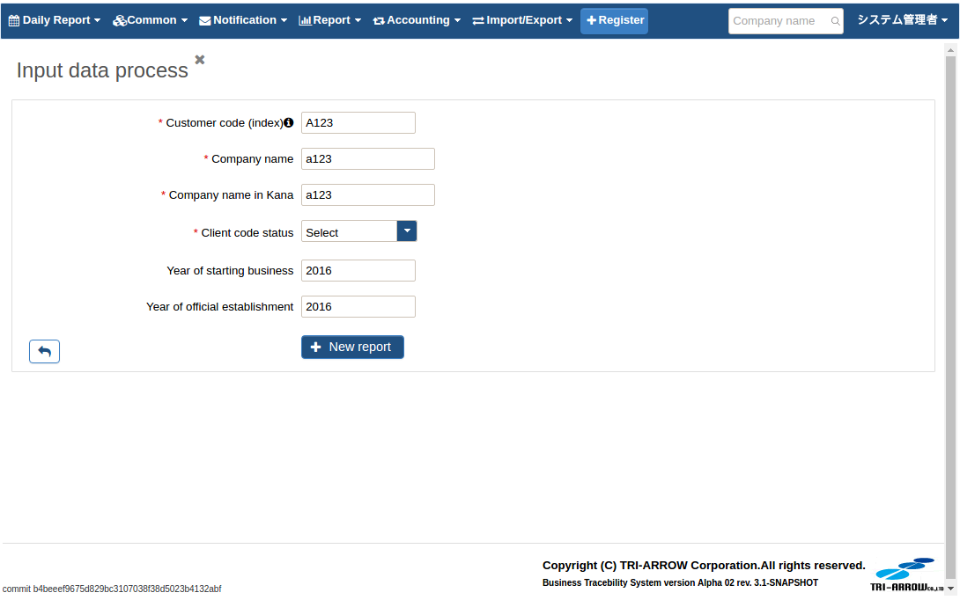 Daily Report Common Notification Report Accounting Import/Export Register Company name システム管理者
Input data process
* Customer code (index) A123
* Company name a123
* Company name in Kana a123
* Client code status Select
Year of starting business 2016
Year of official establishment 2016
New report
Copyright (C) TRI-ARROW Corporation.All rights reserved.
Business Tracebility System version Alpha 02 rev. 3.1-SNAPSHOT
TRI-ARROW CO.,LTD
commit b4beeef9675d829bc3107038f38d5023b4132abf